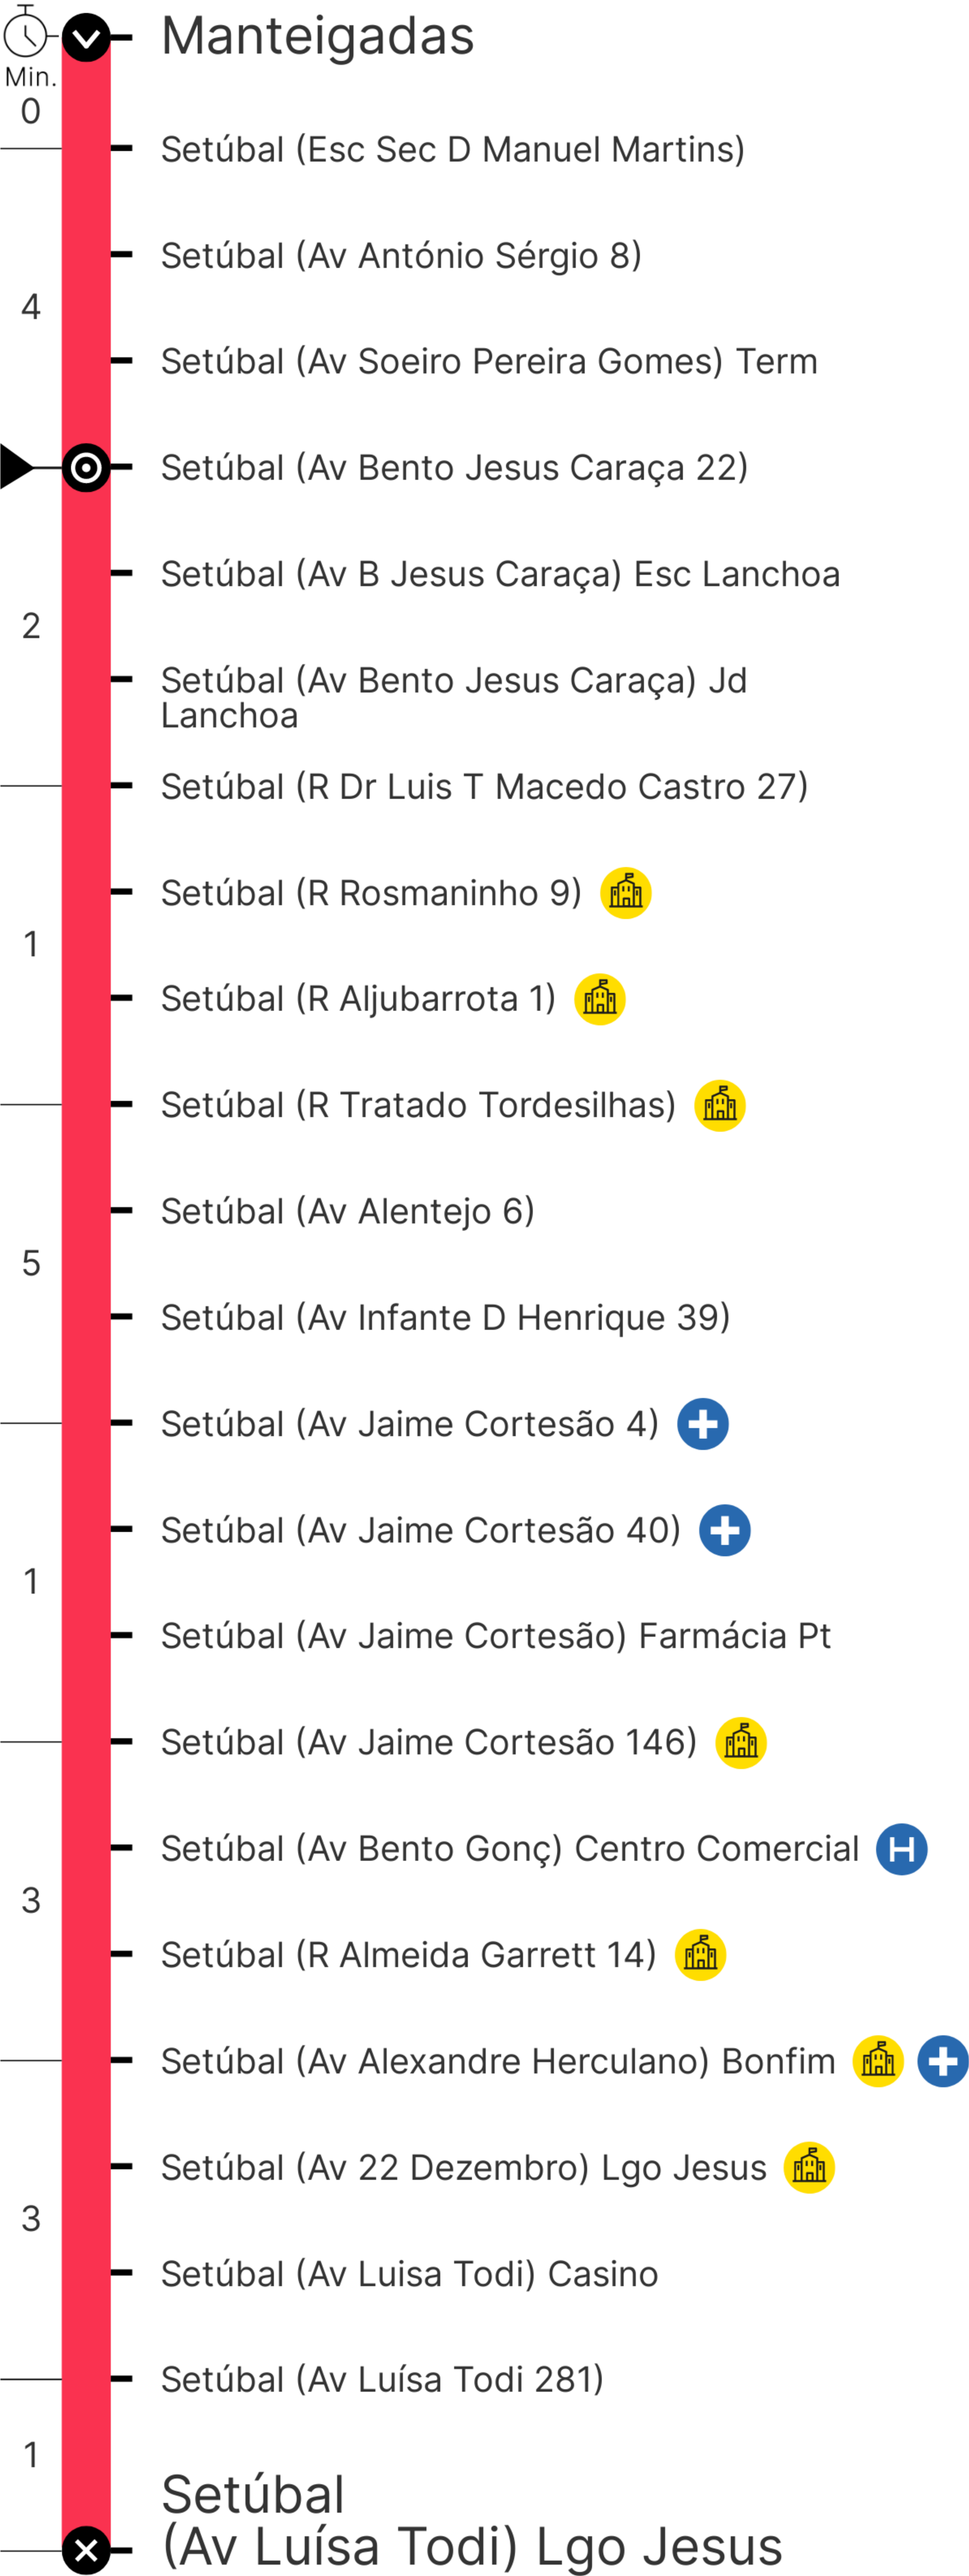 Manteigadas
Min.
0
Setúbal (Esc Sec D Manuel Martins)
Setúbal (Av António Sérgio 8)
4
Setúbal (Av Soeiro Pereira Gomes) Term
Setúbal (Av Bento Jesus Caraça 22)
Setúbal (Av B Jesus Caraça) Esc Lanchoa
2
Setúbal (Av Bento Jesus Caraça) Jd
Lanchoa
Setúbal (R Dr Luis T Macedo Castro 27)
Setúbal (R Rosmaninho 9)
1
Setúbal (R Aljubarrota 1)
Setúbal (R Tratado Tordesilhas)
Setúbal (Av Alentejo 6)
5
Setúbal (Av Infante D Henrique 39)
Setúbal (Av Jaime Cortesão 4)
Setúbal (Av Jaime Cortesão 40)
1
Setúbal (Av Jaime Cortesão) Farmácia Pt
Setúbal (Av Jaime Cortesão 146)
Setúbal (Av Bento Gonç) Centro Comercial H
3
Setúbal (R Almeida Garrett 14)
Setúbal (Av Alexandre Herculano) Bonfim
Setúbal (Av 22 Dezembro) Lgo Jesus
3
Setúbal (Av Luisa Todi) Casino
Setúbal (Av Luísa Todi 281)
1
Setúbal
(Av Luísa Todi) Lgo Jesus